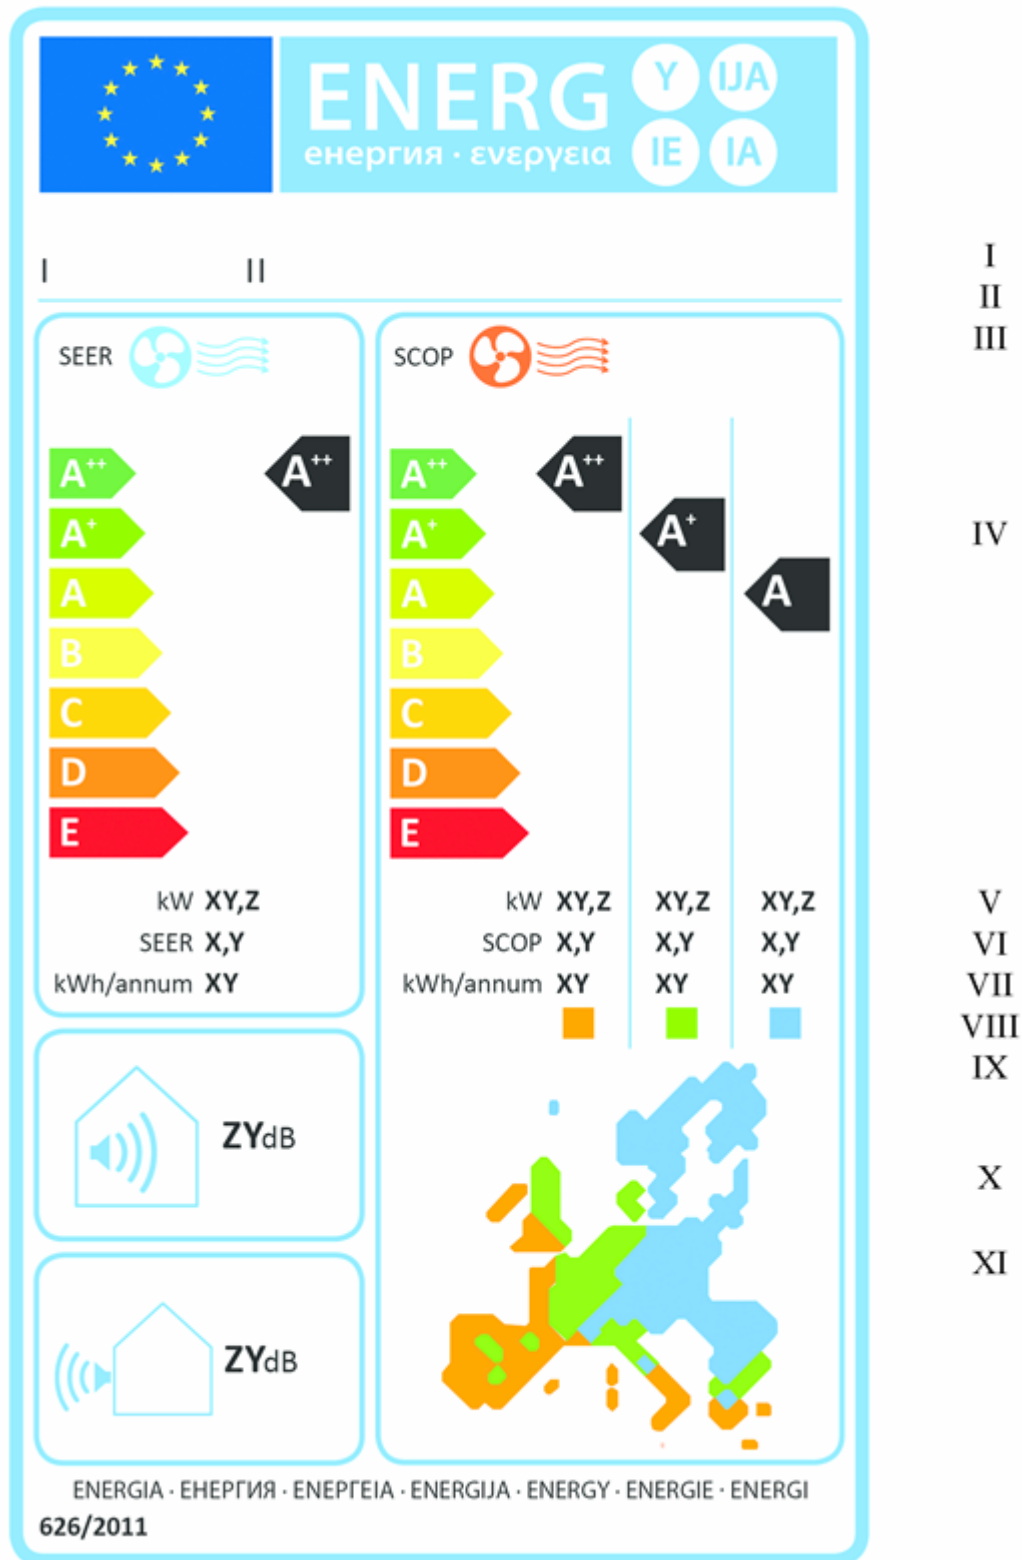 ENERG Y IJA
енергия · ενεργεια IE IA
I II
SEER
A++ A++
A+
A
B
C
D
E
kW XY,Z
SEER X,Y
kWh/annum XY
ZYdB
ZYdB
SCOP
A++ A++
A+ A+
A A
B
C
D
E
kW XY,Z XY,Z XY,Z
SCOP X,Y X,Y X,Y
kWh/annum XY XY XY
ENERGIA · ЕНЕРГИЯ · ΕΝΕΡΓΕΙΑ · ENERGIJA · ENERGY · ENERGIE · ENERGI
626/2011
I
II
III
IV
V
VI
VII
VIII
IX
X
XI